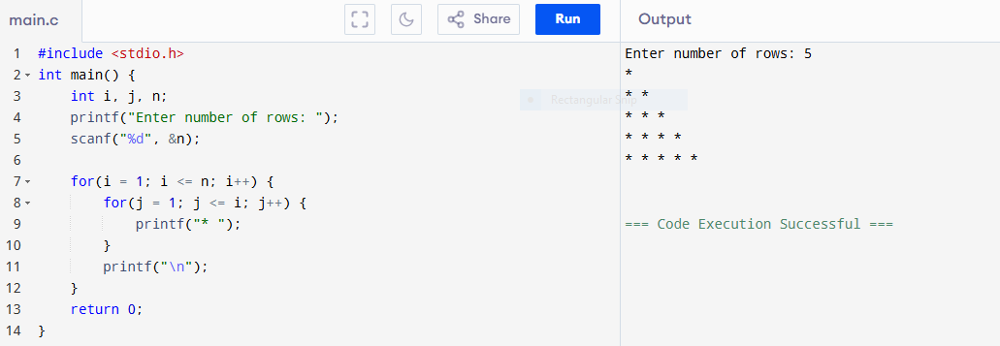 main.c
Share
Run
Output
1 #include <stdio.h>
2 int main() {
3     int i, j, n;
4     printf("Enter number of rows: ");
5     scanf("%d", &n);
6
7     for(i = 1; i <= n; i++) {
8         for(j = 1; j <= i; j++) {
9             printf("* ");
10         }
11         printf("\n");
12     }
13     return 0;
14 }
Rectangular Snip
Enter number of rows: 5
*
* *
* * *
* * * *
* * * * *
=== Code Execution Successful ===